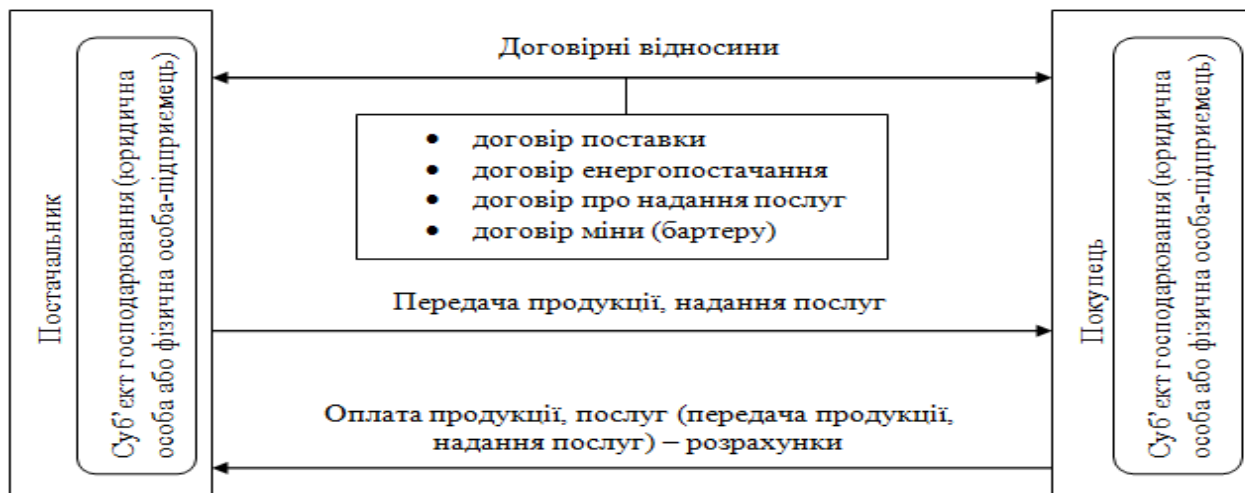 Постачальник
Суб’єкт господарювання (юридична
особа або фізична особа-підприємець)
Договірні відносини
• договір поставки
• договір енергопостачання
• договір про надання послуг
• договір міни (бартеру)
Передача продукції, надання послуг
Оплата продукції, послуг (передача продукції,
надання послуг) – розрахунки
Покупець
Суб’єкт господарювання (юридична
особа або фізична особа-підприємець)